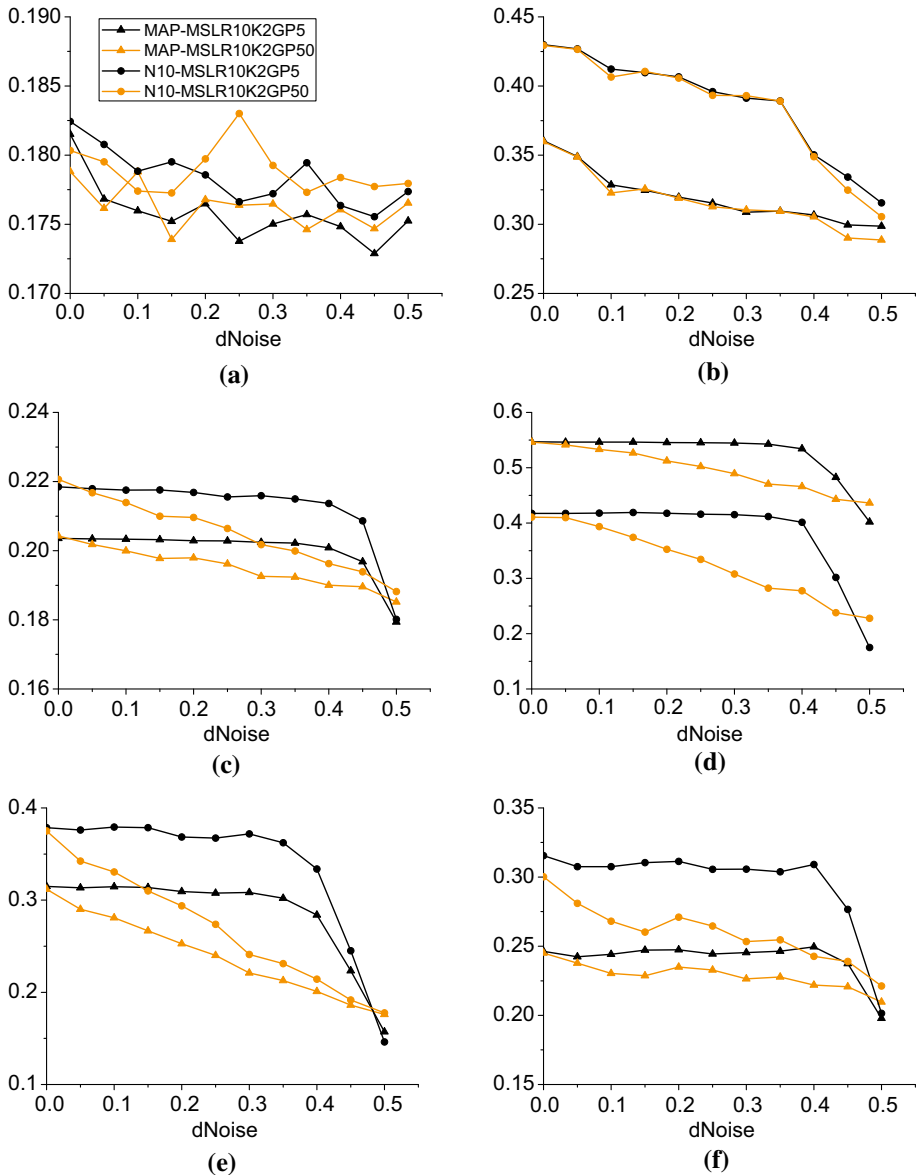 0.190
0.185
0.180
0.175
0.170
MAP-MSLR10K2GP5
MAP-MSLR10K2GP50
N10-MSLR10K2GP5
N10-MSLR10K2GP50
0.0 0.1 0.2 0.3 0.4 0.5
dNoise
(a)
0.45
0.40
0.35
0.30
0.25
0.0 0.1 0.2 0.3 0.4 0.5
dNoise
(b)
0.24
0.22
0.20
0.18
0.16
0.0 0.1 0.2 0.3 0.4 0.5
dNoise
(c)
0.6
0.5
0.4
0.3
0.2
0.1
0.0 0.1 0.2 0.3 0.4 0.5
dNoise
(d)
0.4
0.3
0.2
0.1
0.0 0.1 0.2 0.3 0.4 0.5
dNoise
(e)
0.35
0.30
0.25
0.20
0.15
0.0 0.1 0.2 0.3 0.4 0.5
dNoise
(f)